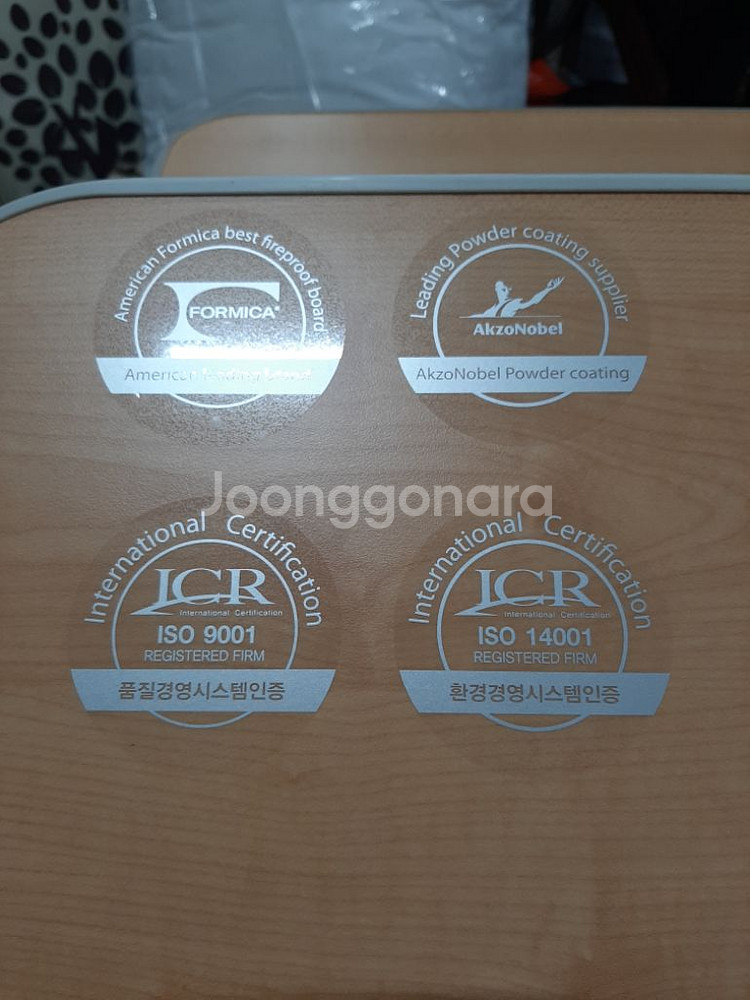 American Formica best fireproof board
FORMICA®
American leading brand
Leading Powder coating supplier
AkzoNobel
AkzoNobel Powder coating
Joonggonara
International Certification
ICR
International Certification
ISO 9001
REGISTERED FIRM
품질경영시스템인증
International Certification
ICR
International Certification
ISO 14001
REGISTERED FIRM
환경경영시스템인증